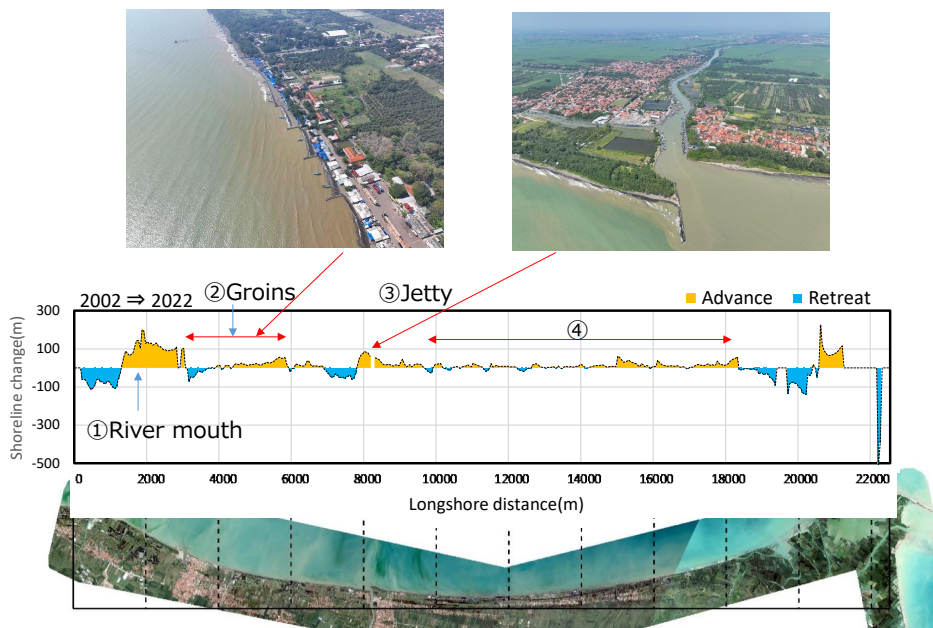 2002 ⇒ 2022
②Groins
③Jetty
Advance
Retreat
④
①River mouth
Shoreline change(m)
300
100
-100
-300
-500
0
2000
4000
6000
8000
10000
12000
14000
16000
18000
20000
22000
Longshore distance(m)